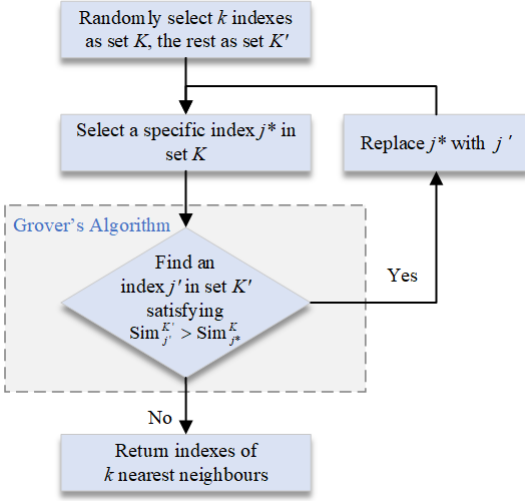 Randomly select k indexes
as set K, the rest as set K'
Select a specific index j* in
set K
Replace j* with j '
Grover's Algorithm
Find an
index j' in set K'
satisfying
Sim_{j'}^{K'} > Sim_{j*}^{K}
Yes
No
Return indexes of
k nearest neighbours